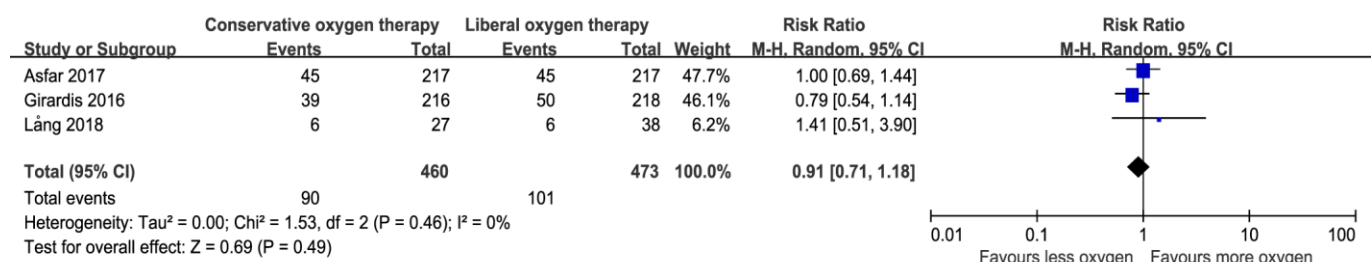 Conservative oxygen therapy Liberal oxygen therapy Risk Ratio Risk Ratio
Study or Subgroup Events Total Events Total Weight M-H, Random, 95% CI M-H, Random, 95% CI
Asfar 2017 45 217 45 217 47.7% 1.00 [0.69, 1.44]
Girardis 2016 39 216 50 218 46.1% 0.79 [0.54, 1.14]
Lång 2018 6 27 6 38 6.2% 1.41 [0.51, 3.90]
Total (95% CI) 460 473 100.0% 0.91 [0.71, 1.18]
Total events 90 101
Heterogeneity: Tau² = 0.00; Chi² = 1.53, df = 2 (P = 0.46); I² = 0%
Test for overall effect: Z = 0.69 (P = 0.49)
0.01 0.1 1 10 100
Favours less oxygen Favours more oxygen